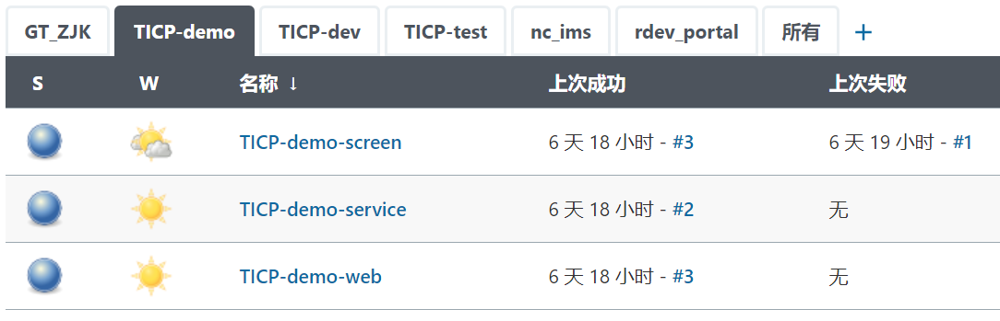 GT_ZJK TICP-demo TICP-dev TICP-test nc_ims rdev_portal 所有 +
S W 名称 ↓ 上次成功 上次失败
TICP-demo-screen 6 天 18 小时 - #3 6 天 19 小时 - #1
TICP-demo-service 6 天 18 小时 - #2 无
TICP-demo-web 6 天 18 小时 - #3 无